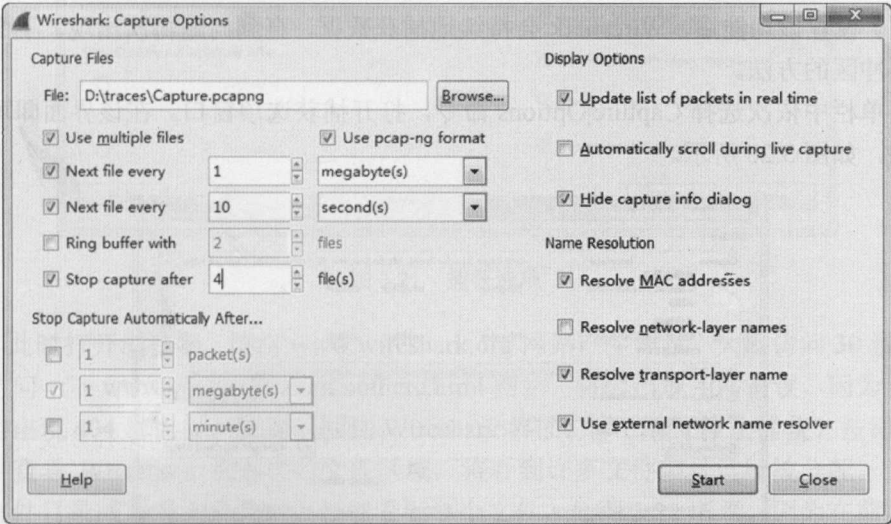 Wireshark: Capture Options
Capture Files
File: D:\traces\Capture.pcapng Browse...
Use multiple files Use pcap-ng format
Next file every 1 megabyte(s)
Next file every 10 second(s)
Ring buffer with 2 files
Stop capture after 4 file(s)
Stop Capture Automatically After...
1 packet(s)
1 megabyte(s)
1 minute(s)
Help
Display Options
Update list of packets in real time
Automatically scroll during live capture
Hide capture info dialog
Name Resolution
Resolve MAC addresses
Resolve network-layer names
Resolve transport-layer name
Use external network name resolver
Start Close